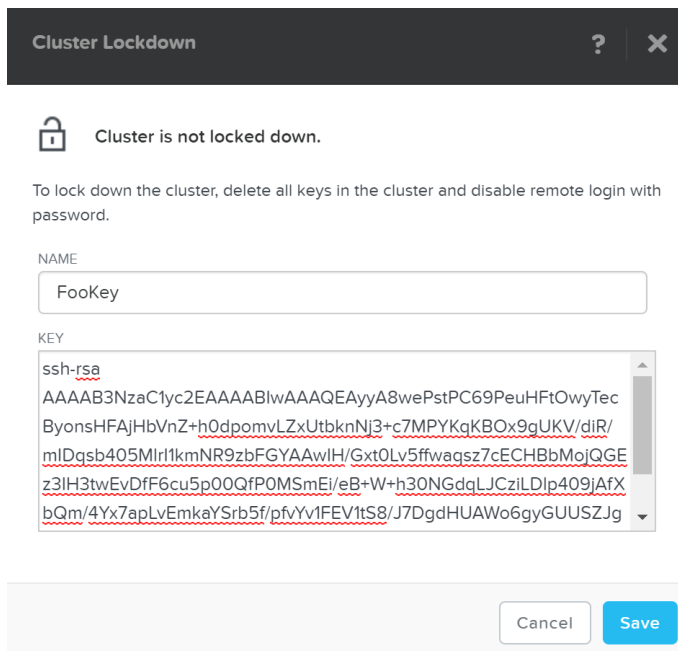 Cluster Lockdown
?
Cluster is not locked down.
To lock down the cluster, delete all keys in the cluster and disable remote login with
password.
NAME
FooKey
KEY
ssh-rsa
AAAAB3NzaC1yc2EAAAABIwAAAQEAyyA8wePstPC69PeuHFtOwyTec
ByonsHFAjHbVnZ+h0dpomvLZxUtbknNj3+c7MPYKqKBOx9gUKV/diR/
mIDqsb405MIrI1kmNR9zbFGYAAwIH/Gxt0Lv5ffwaqsz7cECHBbMojQGE
z3IH3twEvDfF6cu5p00QfP0MSmEi/eB+W+h30NGdqLJCziLDIp409jAfX
bQm/4Yx7apLvEmkaYSrb5f/pfvYv1FEV1tS8/J7DgdHUAWo6gyGUUSZJg
Cancel
Save